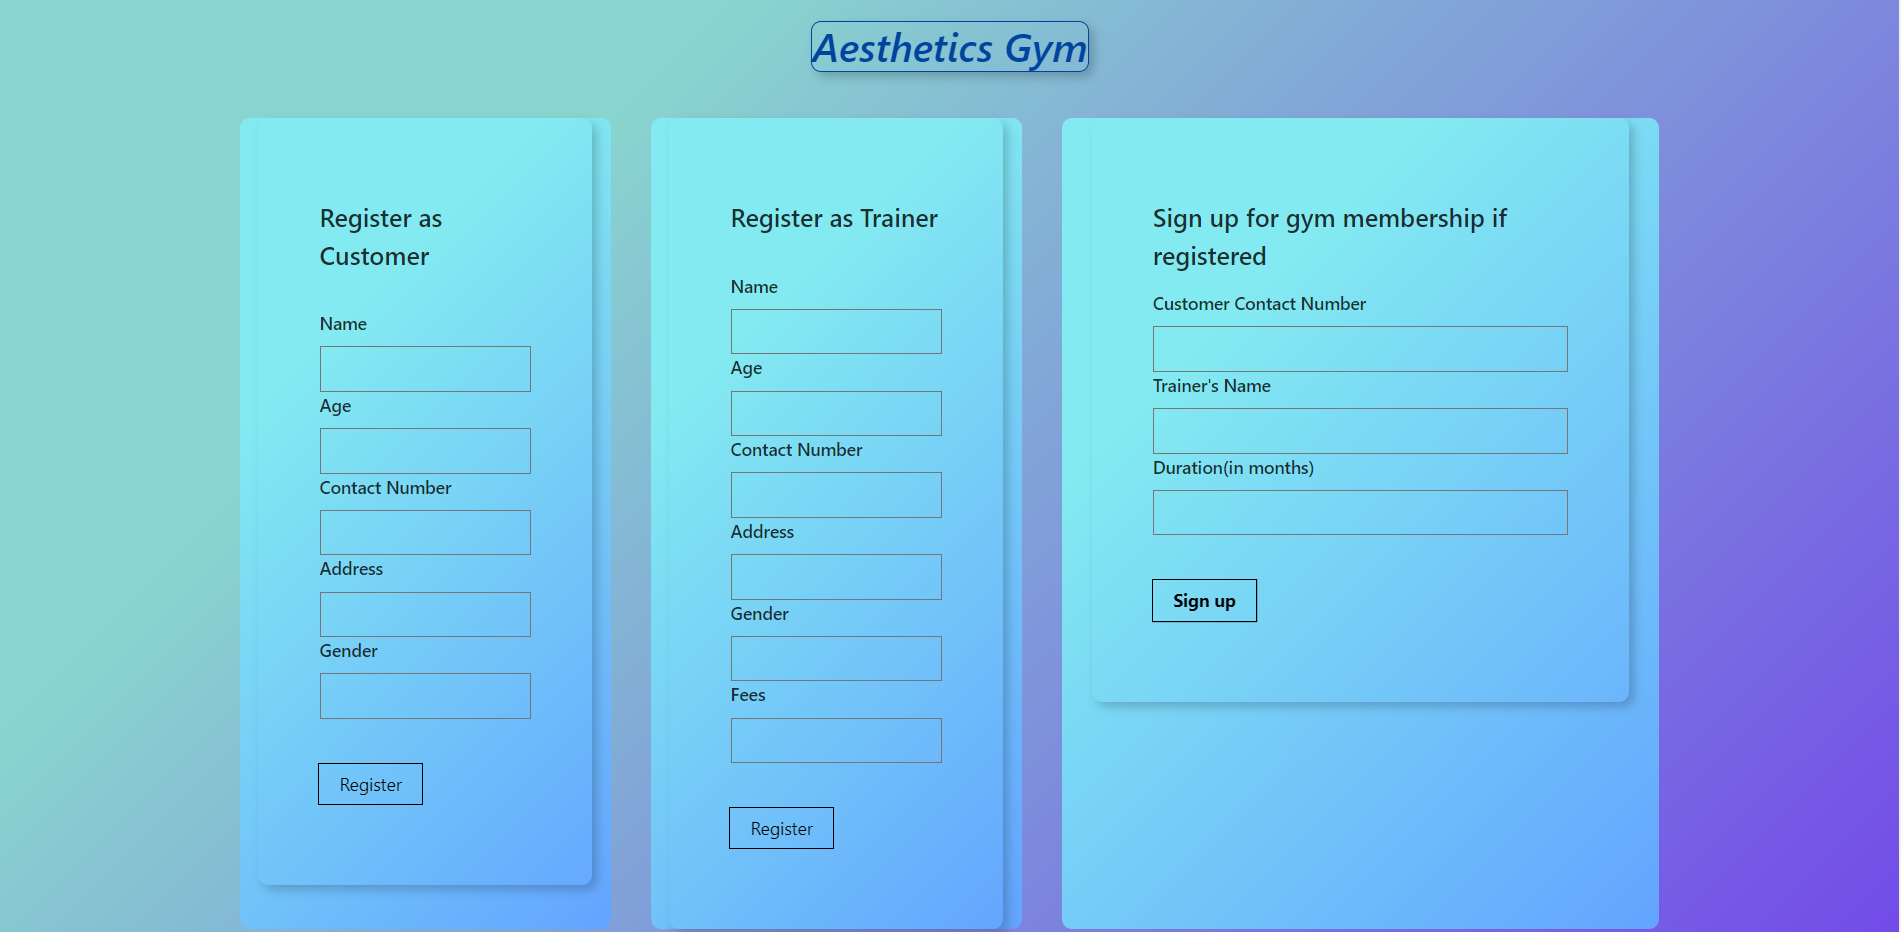 Aesthetics Gym
Register as
Customer
Name
Age
Contact Number
Address
Gender
Register
Register as Trainer
Name
Age
Contact Number
Address
Gender
Fees
Register
Sign up for gym membership if
registered
Customer Contact Number
Trainer's Name
Duration(in months)
Sign up